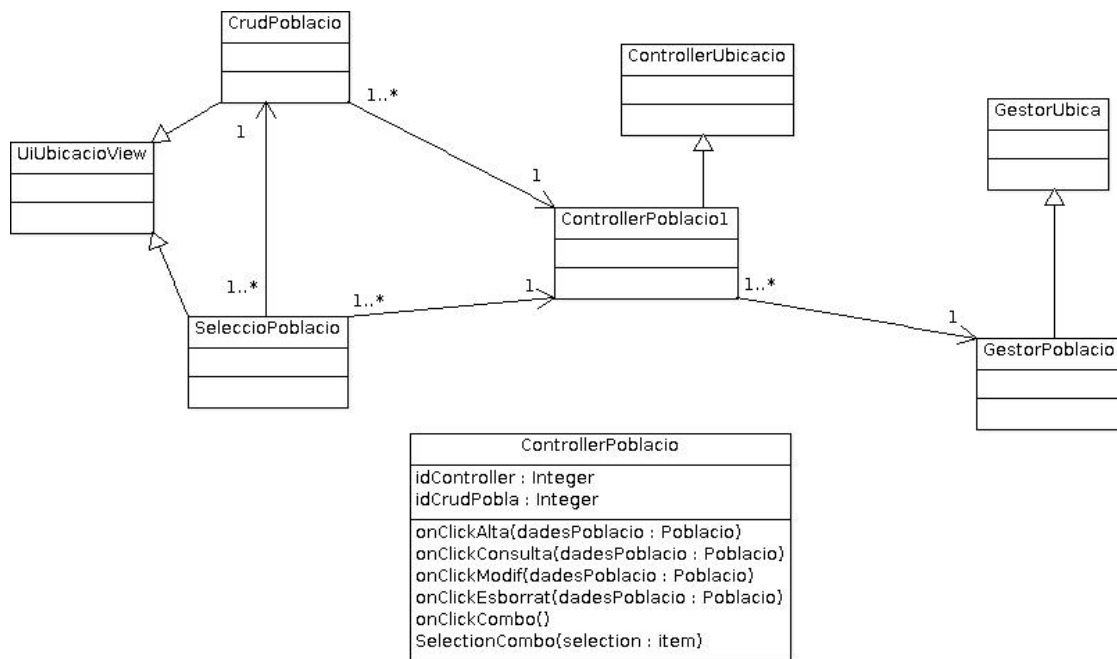 CrudPoblacio
ControllerUbicacio
1..*
GestorUbica
1
UiUbicacioView
1
ControllerPoblacio1
1..*
1..*
1
1..*
1
SeleccioPoblacio
GestorPoblacio
ControllerPoblacio
idController : Integer
idCrudPobla : Integer
onClickAlta(dadesPoblacio : Poblacio)
onClickConsulta(dadesPoblacio : Poblacio)
onClickModif(dadesPoblacio : Poblacio)
onClickEsborrat(dadesPoblacio : Poblacio)
onClickCombo()
SelectionCombo(selection : item)